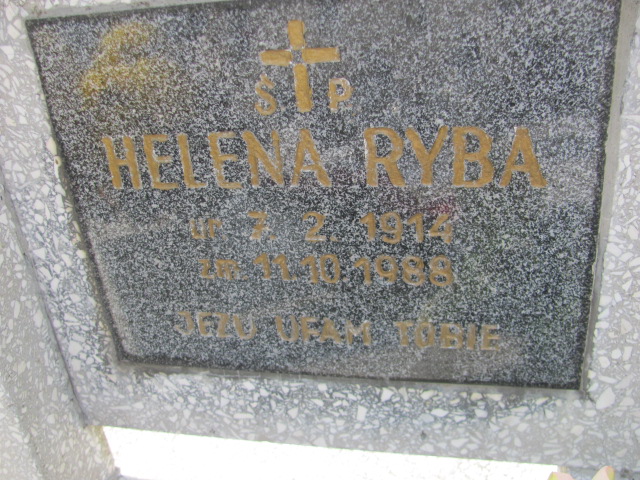 Ś P
HELENA RYBA
ur 7. 2. 1914
zm 11.10 1988
JEZU UFAM TOBIE